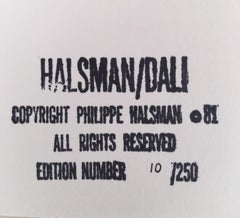 HALSMAN/DALI
COPYRIGHT PHILIPPE HALSMAN © 81
ALL RIGHTS RESERVED
EDITION NUMBER 10 /250